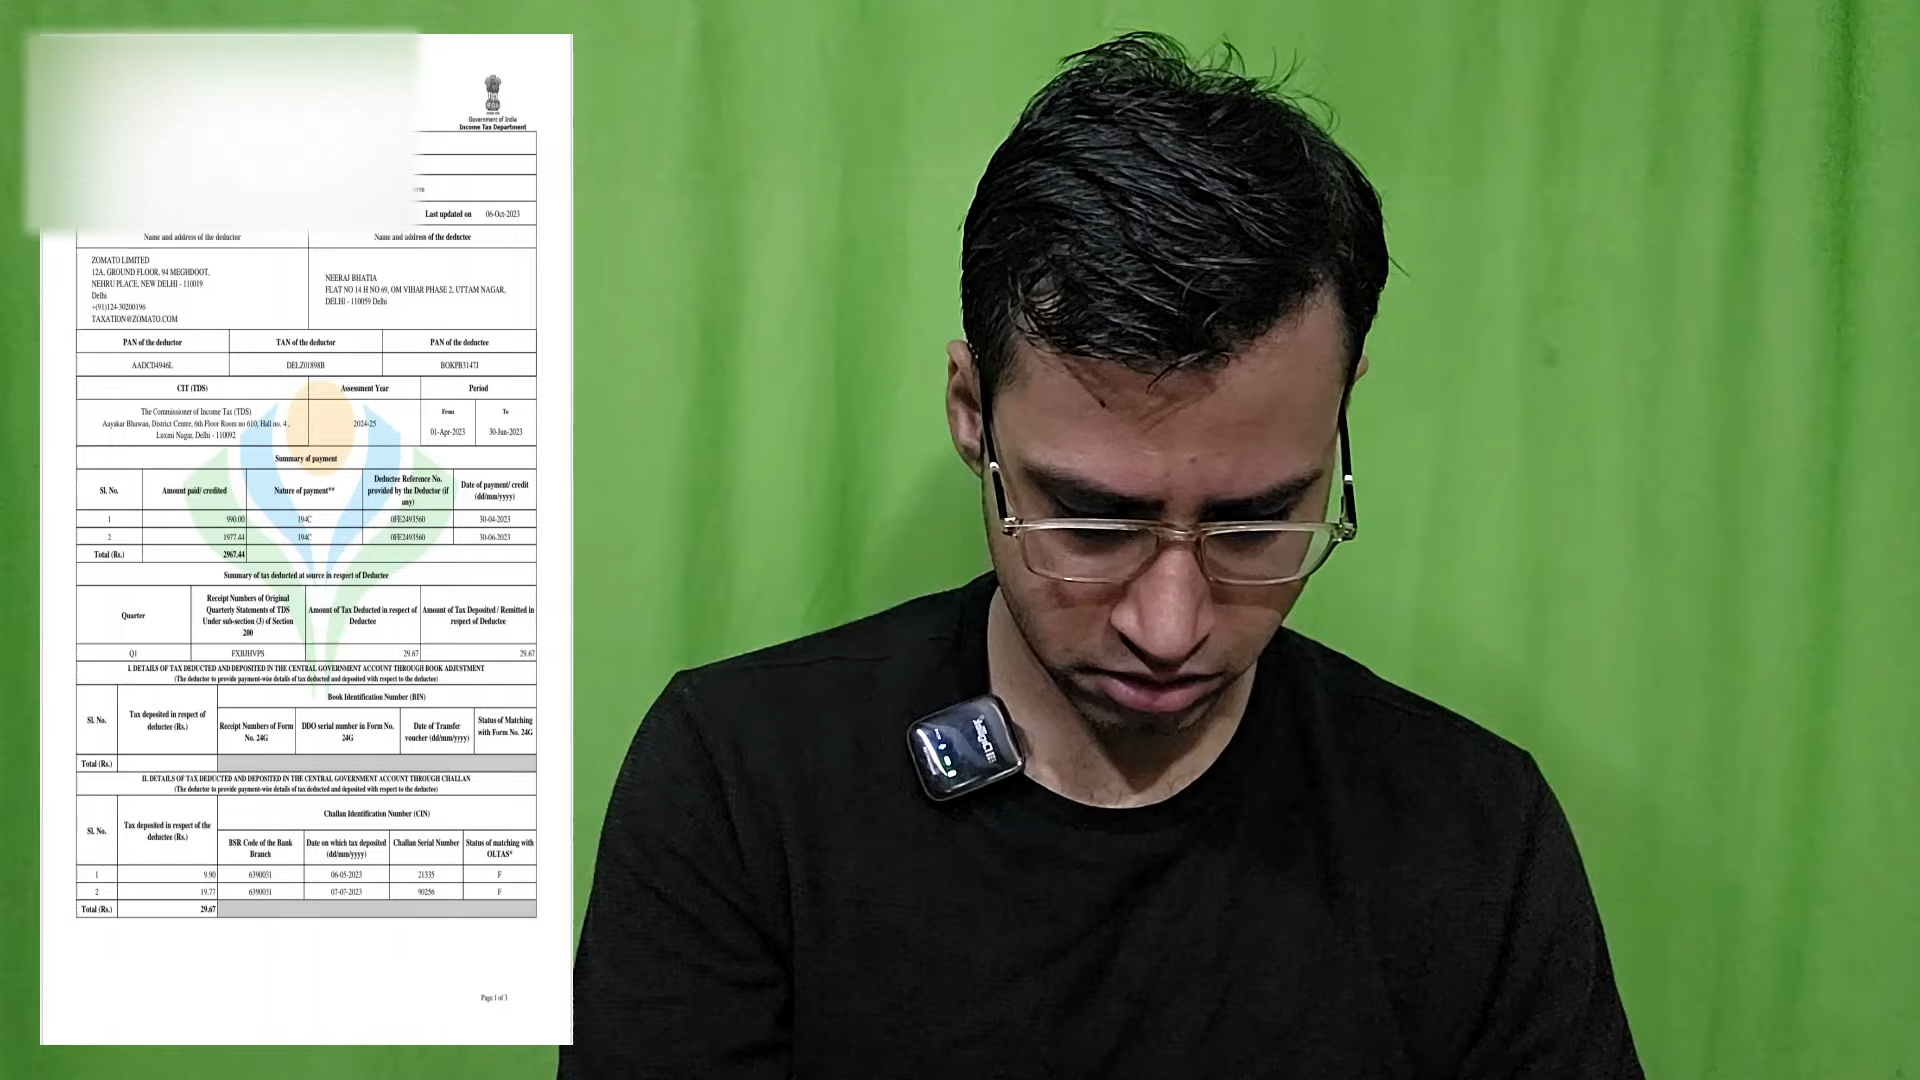 Government of India
Income Tax Department
Last updated on 06-Oct-2023
Name and address of the deductor Name and address of the deductee
ZOMATO LIMITED
12A, GROUND FLOOR, 94 MEGHDOOT,
NEHRU PLACE, NEW DELHI - 110019
Delhi
+(91)124-30200196
TAXATION@ZOMATO.COM
NEERAJ BHATIA
FLAT NO 14 H NO 69, OM VIHAR PHASE 2, UTTAM NAGAR,
DELHI - 110059 Delhi
PAN of the deductor TAN of the deductor PAN of the deductee
AADCD4946L DELZ01898B BOKPB3147J
CIT (TDS) Assessment Year Period
The Commissioner of Income Tax (TDS)
Aayakar Bhawan, District Centre, 6th Floor Room no 610, Hall no. 4 ,
Luxmi Nagar, Delhi - 110092
2024-25
From To
01-Apr-2023 30-Jun-2023
Summary of payment
Sl. No. Amount paid/ credited Nature of payment**
Deductee Reference No.
provided by the Deductor (if
any)
Date of payment/ credit
(dd/mm/yyyy)
1 990.00 194C 0FE2493560 30-04-2023
2 1977.44 194C 0FE2493560 30-06-2023
Total (Rs.) 2967.44
Summary of tax deducted at source in respect of Deductee
Quarter
Receipt Numbers of Original
Quarterly Statements of TDS
Under sub-section (3) of Section
200
Amount of Tax Deducted in respect of
Deductee
Amount of Tax Deposited / Remitted in
respect of Deductee
Q1 FXBJHVPS 29.67 29.67
I. DETAILS OF TAX DEDUCTED AND DEPOSITED IN THE CENTRAL GOVERNMENT ACCOUNT THROUGH BOOK ADJUSTMENT
(The deductor to provide payment-wise details of tax deducted and deposited with respect to the deductee)
Sl. No.
Tax deposited in respect of
deductee (Rs.)
Book Identification Number (BIN)
Receipt Numbers of Form
No. 24G
DDO serial number in Form No.
24G
Date of Transfer
voucher (dd/mm/yyyy)
Status of Matching
with Form No. 24G
Total (Rs.)
II. DETAILS OF TAX DEDUCTED AND DEPOSITED IN THE CENTRAL GOVERNMENT ACCOUNT THROUGH CHALLAN
(The deductor to provide payment-wise details of tax deducted and deposited with respect to the deductee)
Sl. No.
Tax deposited in respect of the
deductee (Rs.)
Challan Identification Number (CIN)
BSR Code of the Bank
Branch
Date on which tax deposited
(dd/mm/yyyy)
Challan Serial Number
Status of matching with
OLTAS*
1 9.90 6390031 06-05-2023 21335 F
2 19.77 6390031 07-07-2023 90256 F
Total (Rs.) 29.67
Page 1 of 3